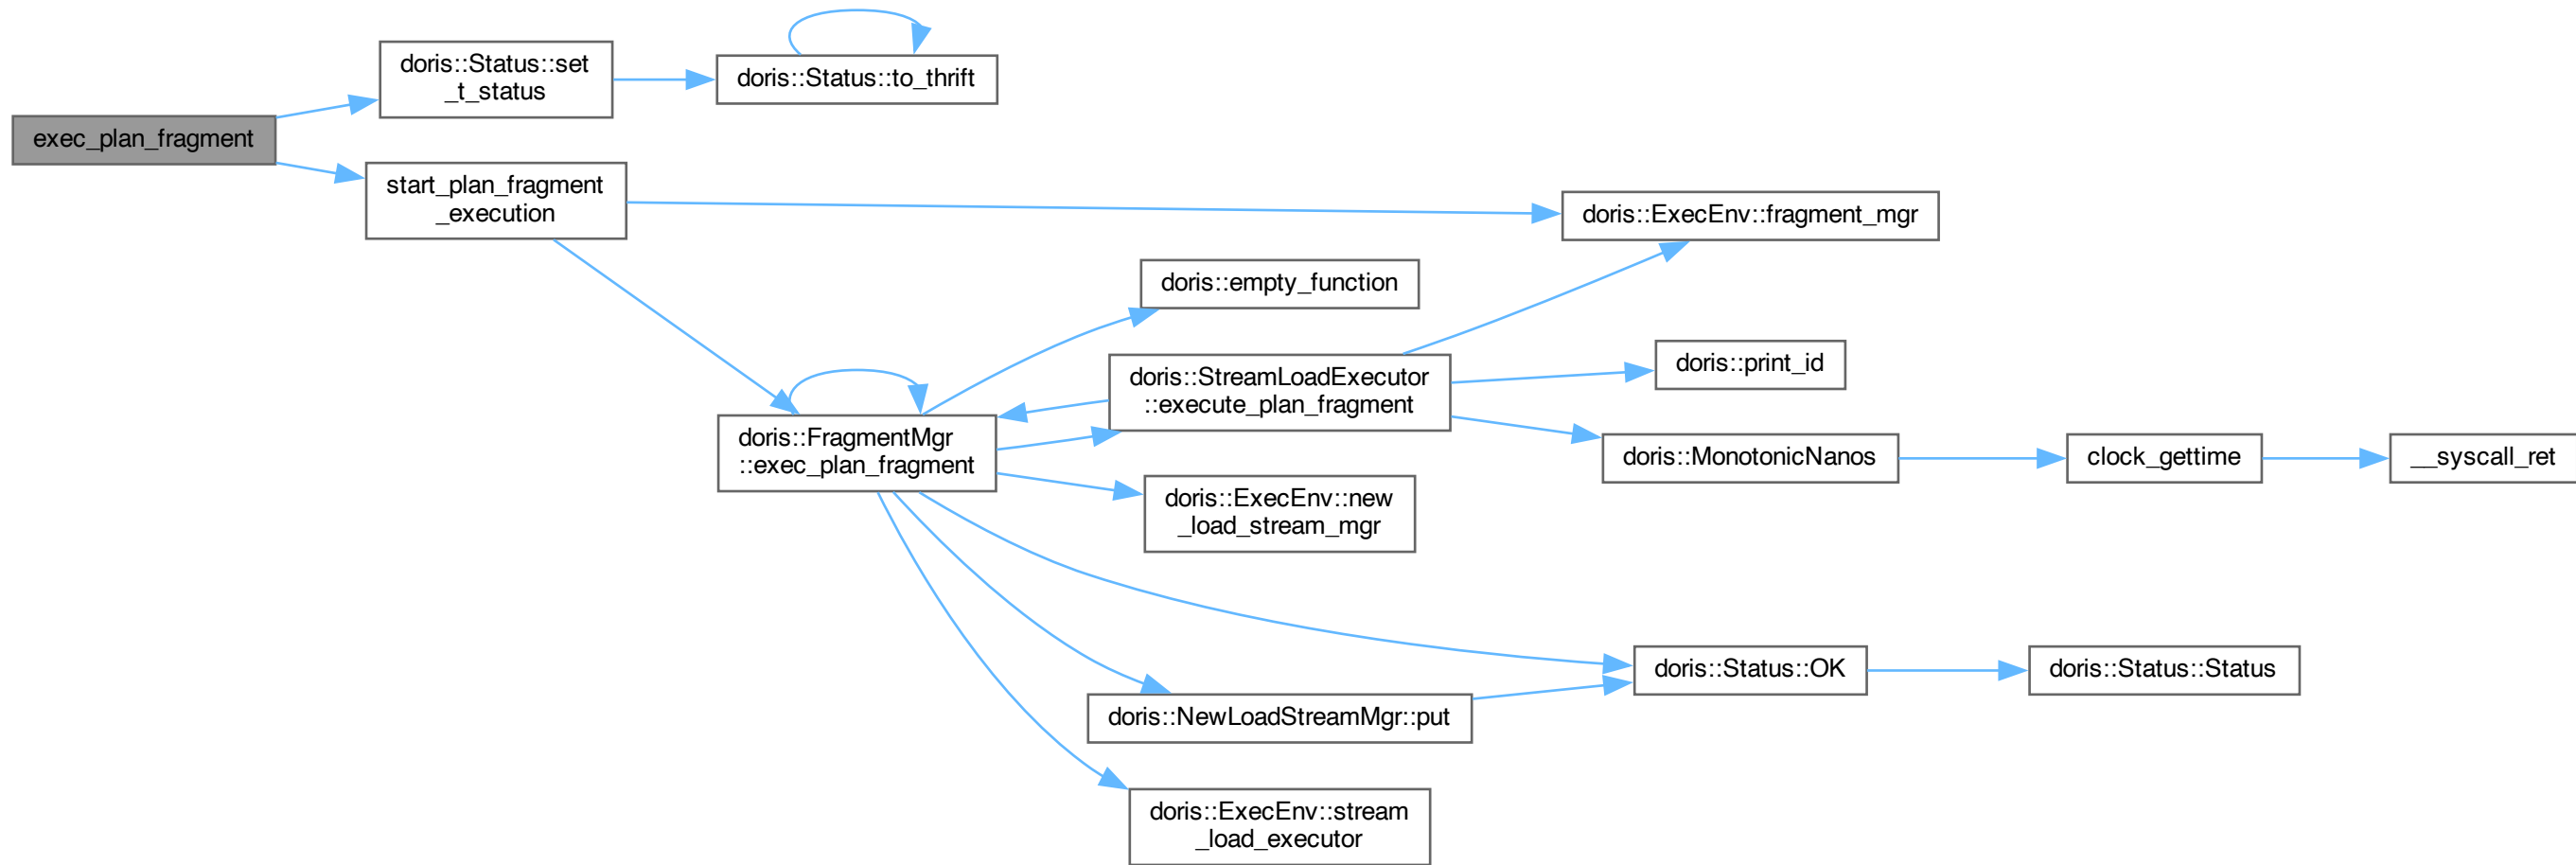 exec_plan_fragment
doris::Status::set
_t_status
doris::Status::to_thrift
start_plan_fragment
_execution
doris::ExecEnv::fragment_mgr
doris::FragmentMgr
::exec_plan_fragment
doris::empty_function
doris::StreamLoadExecutor
::execute_plan_fragment
doris::print_id
doris::MonotonicNanos
clock_gettime
__syscall_ret
doris::ExecEnv::new
_load_stream_mgr
doris::NewLoadStreamMgr::put
doris::Status::OK
doris::Status::Status
doris::ExecEnv::stream
_load_executor